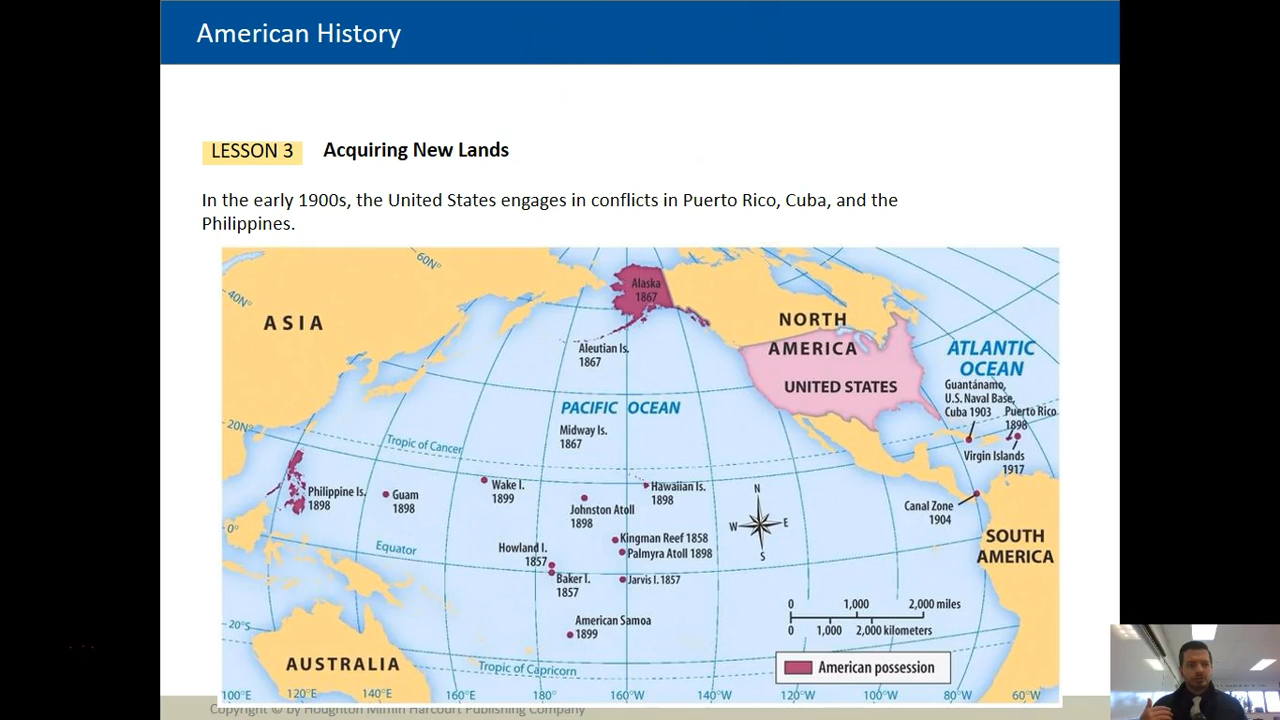 American History
LESSON 3 Acquiring New Lands
In the early 1900s, the United States engages in conflicts in Puerto Rico, Cuba, and the
Philippines.
60N°
40N°
ASIA
Alaska
1867
NORTH
AMERICA
UNITED STATES
ATLANTIC
OCEAN
Aleutian Is.
1867
Guantánamo,
U.S. Naval Base,
Cuba 1903
Puerto Rico
1898
PACIFIC OCEAN
Midway Is.
1867
20N°
Tropic of Cancer
Virgin Islands
1917
Philippine Is.
1898
Guam
1898
Wake I.
1899
Hawaiian Is.
1898
Johnston Atoll
1898
N
W E
S
Canal Zone
1904
0°
Equator
Howland I.
1857
Kingman Reef 1858
Palmyra Atoll 1898
SOUTH
AMERICA
Baker I.
1857
Jarvis I. 1857
20°S
American Samoa
1899
0 1,000 2,000 miles
0 1,000 2,000 kilometers
AUSTRALIA
Tropic of Capricorn
American possession
100°E 120°E 140°E 160°E 180° 160°W 140°W 120°W 100°W 80°W 60°W
Copyright © by Houghton Mifflin Harcourt Publishing Company